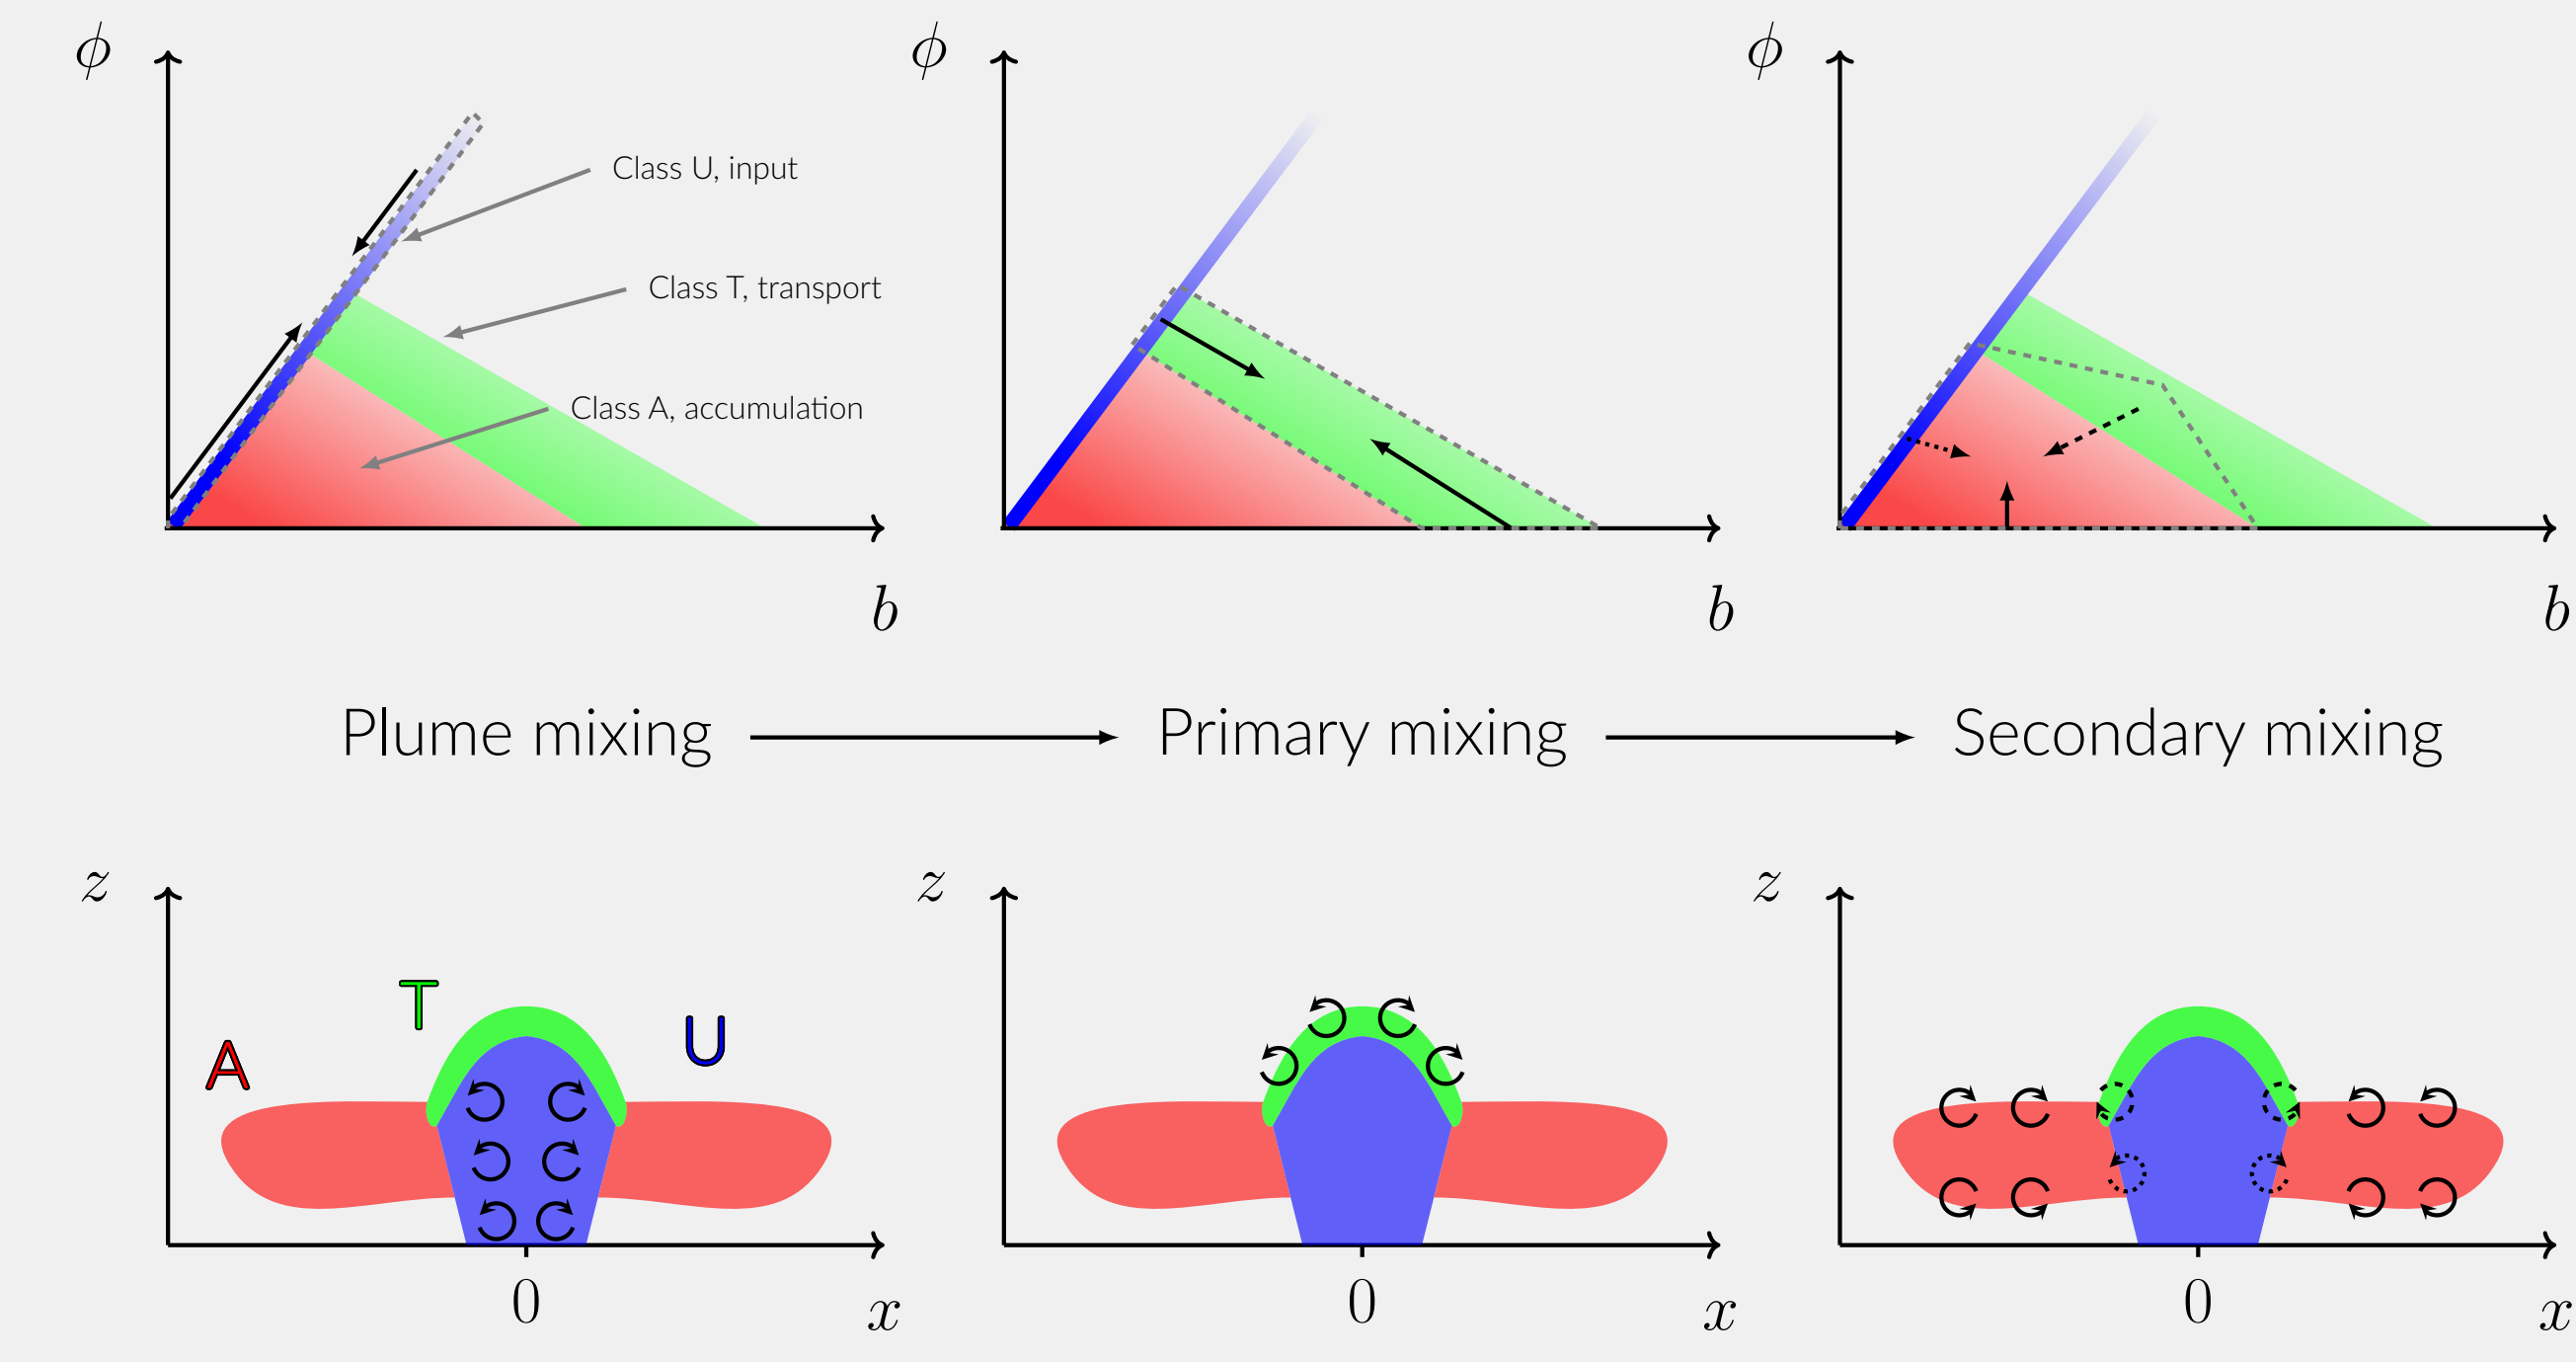 ϕ
Class U, input
Class T, transport
Class A, accumulation
b
ϕ
b
ϕ
b
Plume mixing
Primary mixing
Secondary mixing
z
A
T
U
0
x
z
0
x
z
0
x